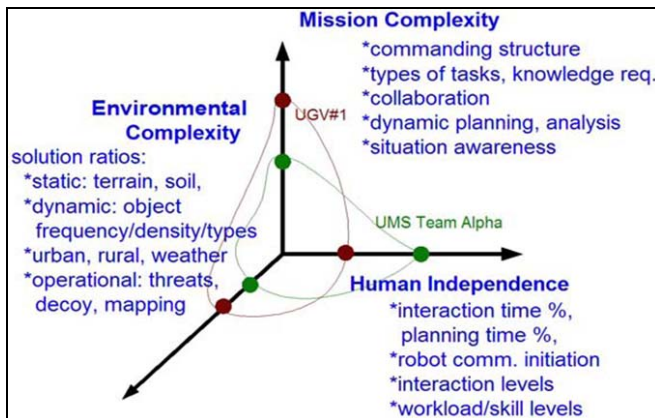 Mission Complexity
*commanding structure
*types of tasks, knowledge req.
*collaboration
*dynamic planning, analysis
*situation awareness
UGV#1
Environmental
Complexity
solution ratios:
*static: terrain, soil,
*dynamic: object
frequency/density/types
*urban, rural, weather
*operational: threats,
decoy, mapping
UMS Team Alpha
Human Independence
*interaction time %,
planning time %,
*robot comm. initiation
*interaction levels
*workload/skill levels